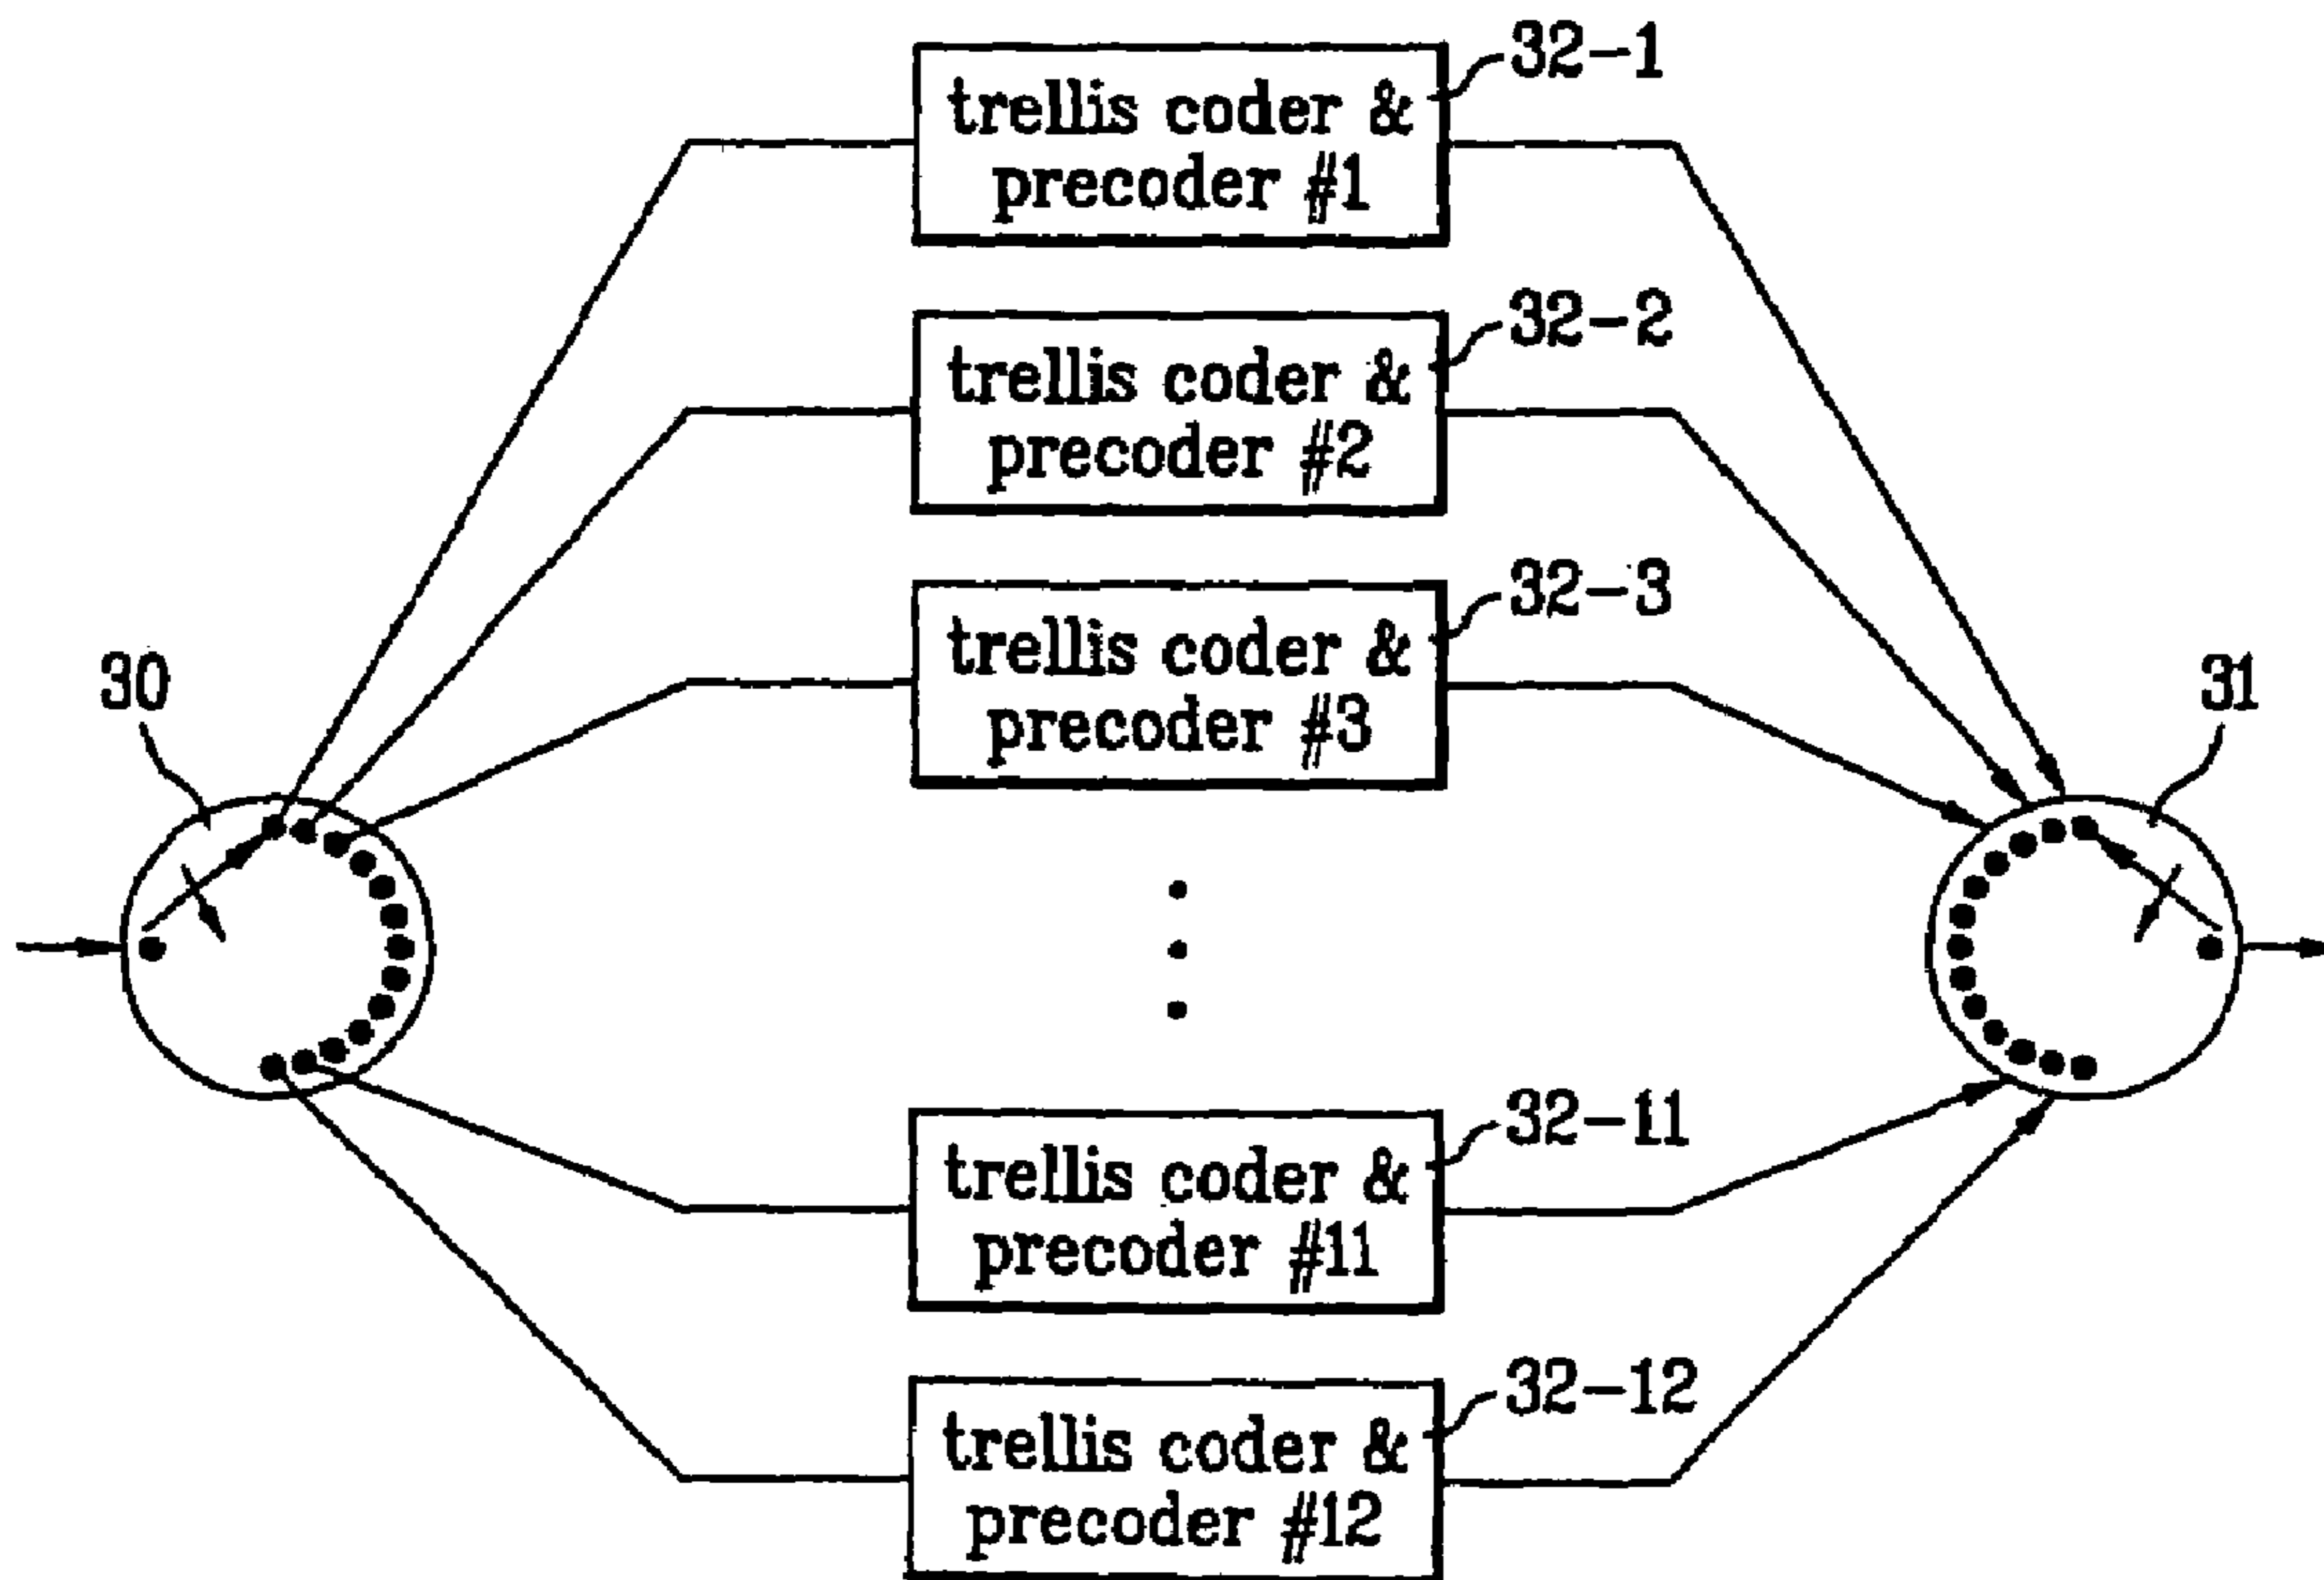 32-1
trellis coder &
precoder #1
32-2
trellis coder &
precoder #2
32-3
trellis coder &
precoder #3
30
31
32-11
trellis coder &
precoder #11
32-12
trellis coder &
precoder #12